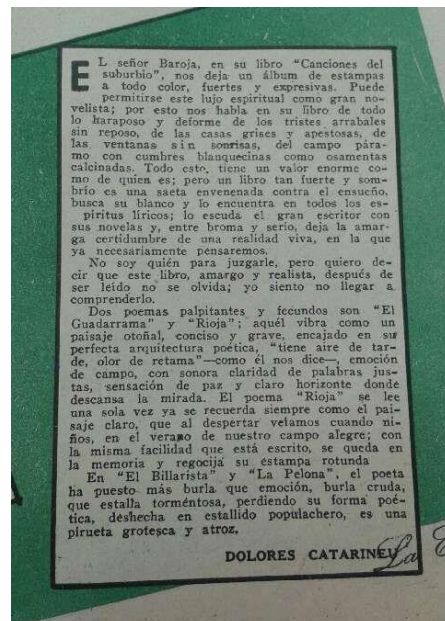 EL señor Baroja, en su libro "Canciones del
suburbio", nos deja un álbum de estampas
a todo color, fuertes y expresivas. Puede
permitirse este lujo espiritual como gran no-
velista; por esto nos habla en su libro de todo
lo haraposo y deforme de los tristes arrabales
sin reposo, de las casas grises y apestosas, de
las ventanas sin sonrisas, del campo pára-
mo con cumbres blanquecinas como osamentas
calcinadas. Todo esto, tiene un valor enorme co-
mo de quien es; pero un libro tan fuerte y som-
brío es una saeta envenenada contra el ensueño,
busca su blanco y lo encuentra en todos los es-
píritus líricos; lo escuda el gran escritor con
sus novelas y, entre broma y serio, deja la amar-
ga certidumbre de una realidad viva, en la que
ya necesariamente pensaremos.
No soy quién para juzgarle, pero quiero de-
cir que este libro, amargo y realista, después de
ser leído no se olvida; yo siento no llegar a
comprenderlo.
Dos poemas palpitantes y fecundos son "El
Guadarrama" y "Rioja"; aquél vibra como un
paisaje otoñal, conciso y grave, encajado en su
perfecta arquitectura poética, "tiene aire de tar-
de, olor de retama"—como él nos dice—, emoción
de campo, con sonora claridad de palabras jus-
tas, sensación de paz y claro horizonte donde
descansa la mirada. El poema "Rioja" se lee
una sola vez ya se recuerda siempre como el pai-
saje claro, que al despertar velamos cuando ni-
ños, en el verano de nuestro campo alegre; con
la misma facilidad que está escrito, se queda en
la memoria y regocija su estampa rotunda
En "El Billarista" y "La Pelona", el poeta
ha puesto más burla que emoción, burla cruda,
que estalla torméntosa, perdiendo su forma poé-
tica, deshecha en estallido populachero, es una
pirueta grotesca y atroz.
DOLORES CATARINEU
La